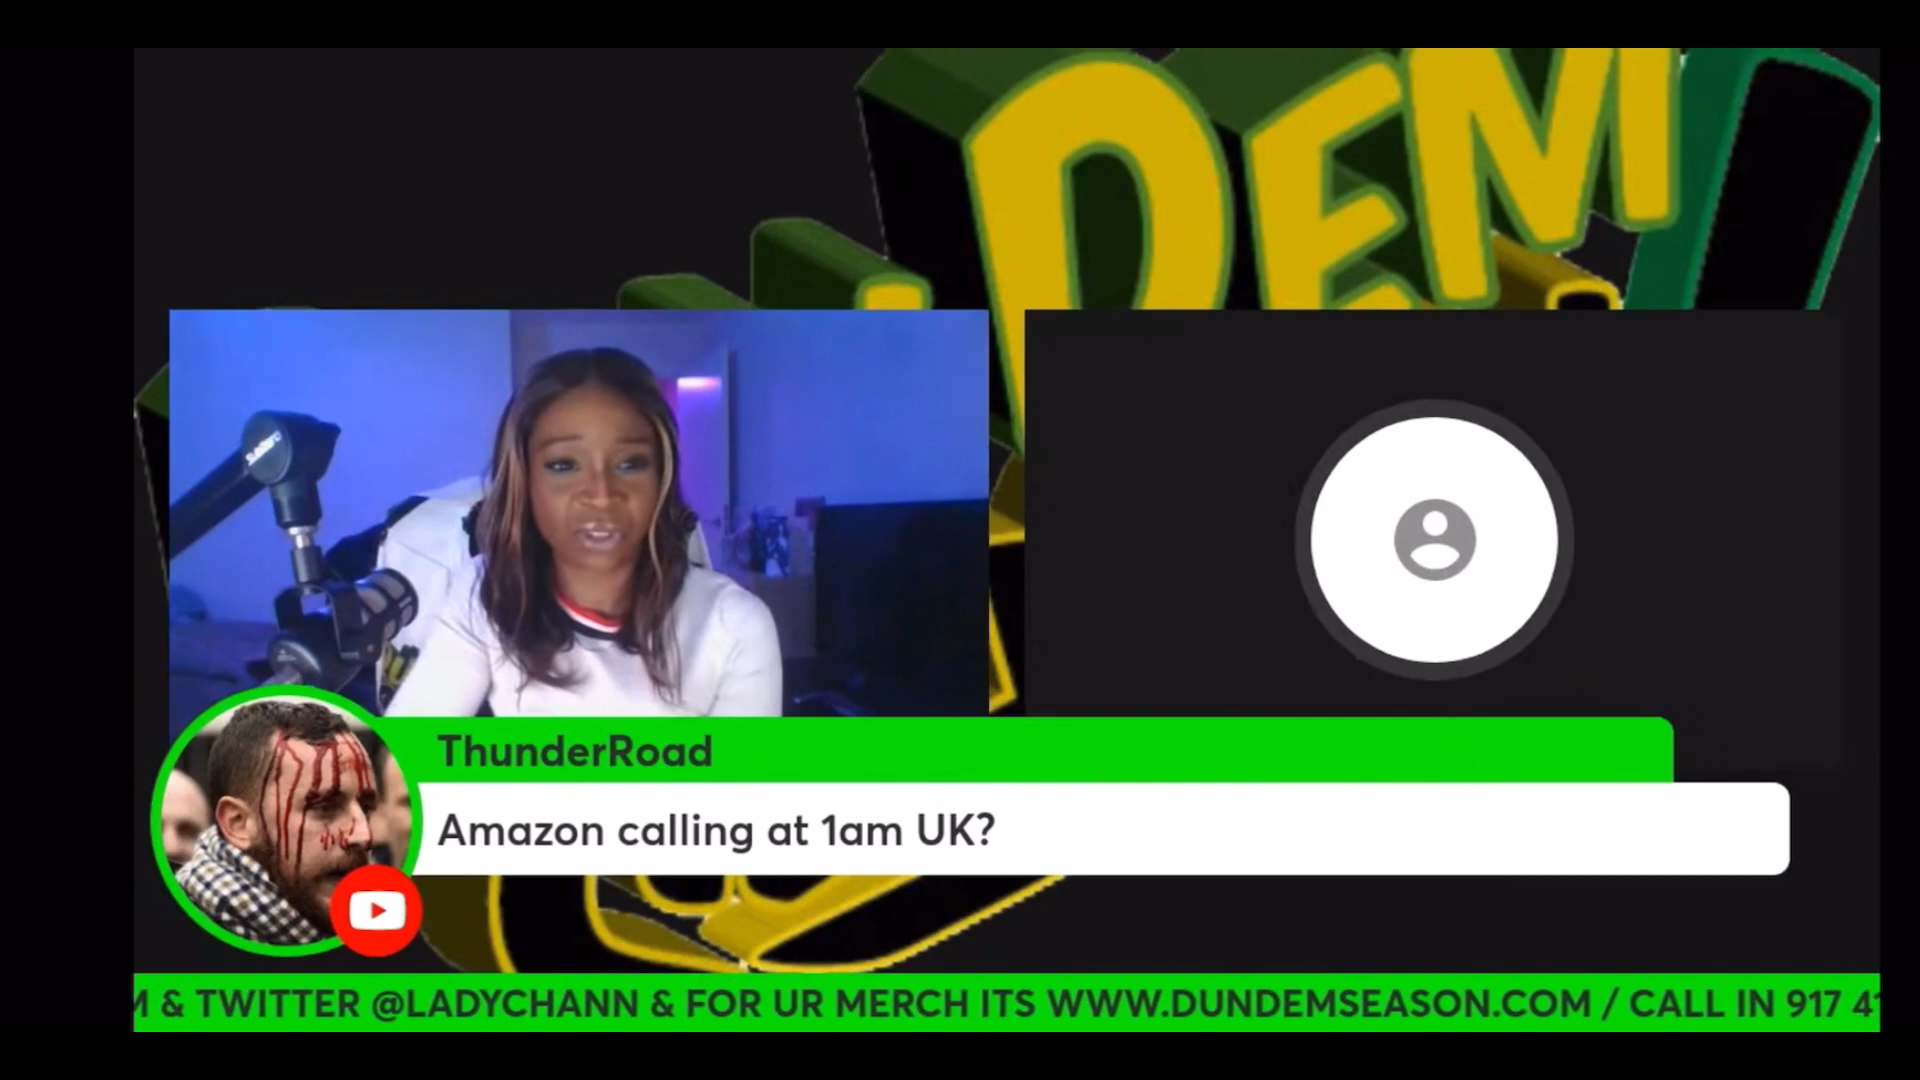 DEM
ThunderRoad
Amazon calling at 1am UK?
M & TWITTER @LADYCHANN & FOR UR MERCH ITS WWW.DUNDEMSEASON.COM / CALL IN 917 41